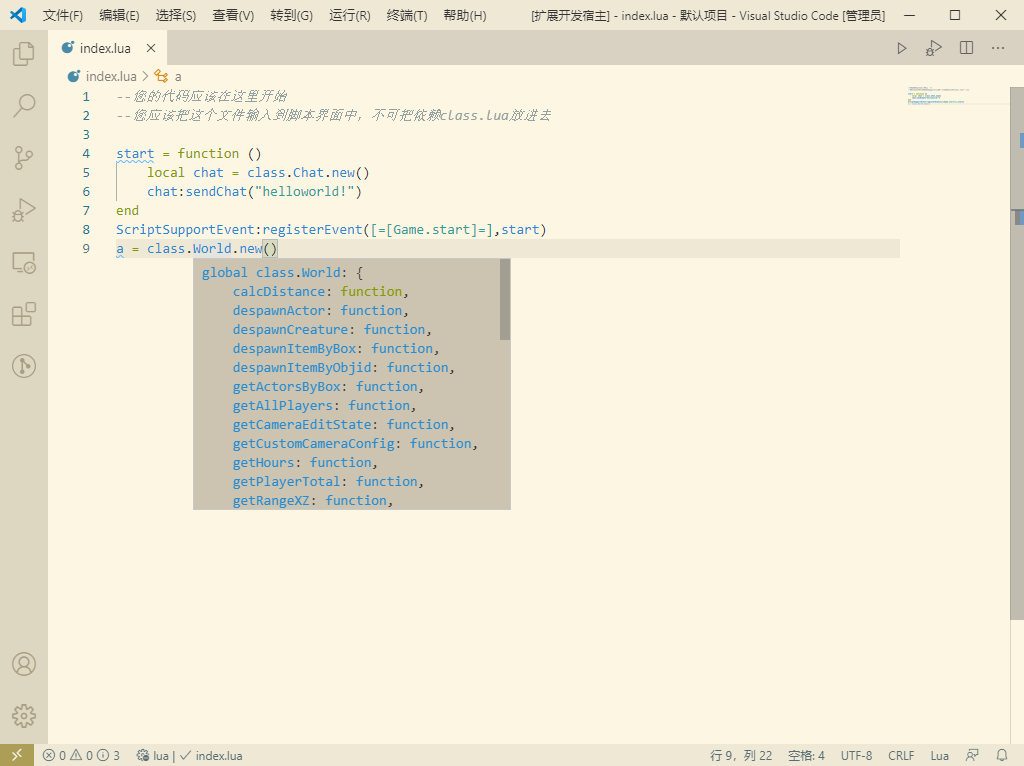 文件(F) 编辑(E) 选择(S) 查看(V) 转到(G) 运行(R) 终端(T) 帮助(H) [扩展开发宿主] - index.lua - 默认项目 - Visual Studio Code [管理员]
index.lua
index.lua > a
1 --您的代码应该在这里开始
2 --您应该把这个文件输入到脚本界面中，不可把依赖class.lua放进去
3
4 start = function ()
5 local chat = class.Chat.new()
6 chat:sendChat("helloworld!")
7 end
8 ScriptSupportEvent:registerEvent([=[Game.start]=],start)
9 a = class.World.new()
global class.World: {
calcDistance: function,
despawnActor: function,
despawnCreature: function,
despawnItemByBox: function,
despawnItemByObjid: function,
getActorsByBox: function,
getAllPlayers: function,
getCameraEditState: function,
getCustomCameraConfig: function,
getHours: function,
getPlayerTotal: function,
getRangeXZ: function,
0 0 3 lua | ✓ index.lua 行 9，列 22 空格: 4 UTF-8 CRLF Lua